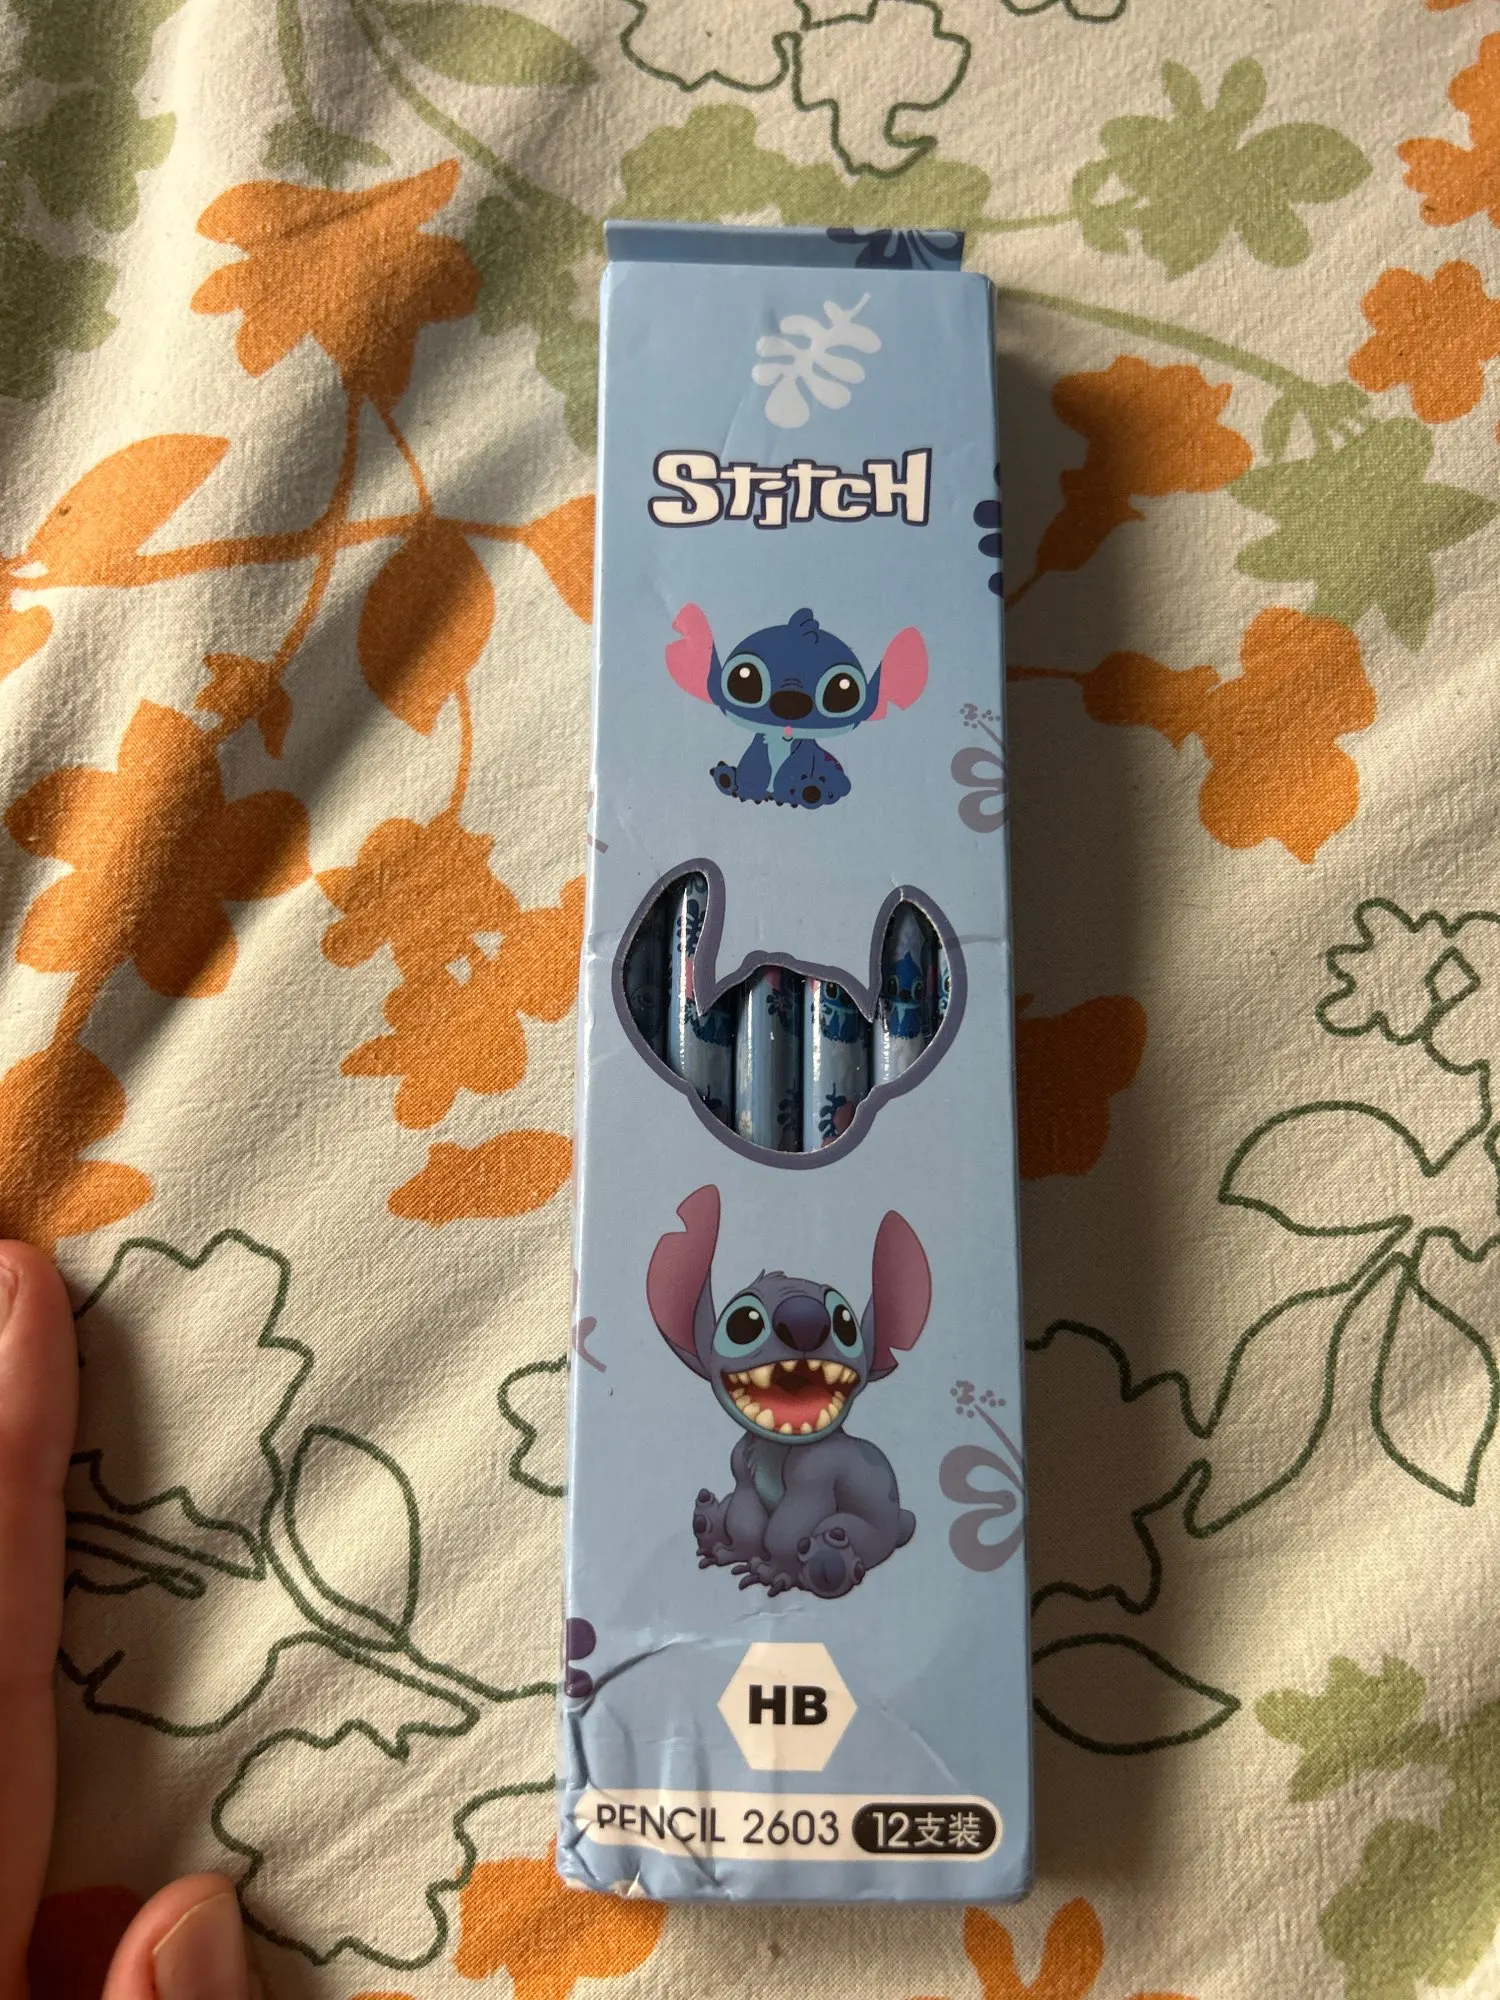 Stitch
HB
PENCIL 2603 12支装